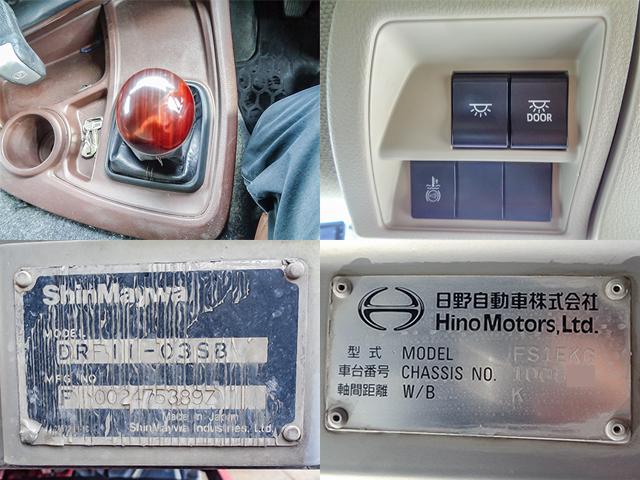 DOOR
ShinMaywa
MODEL
DRF11-03SB
MFG NO
F 0024753897
Made in Japan
ShinMaywa Industries, Ltd.
日野自動車株式会社
Hino Motors, Ltd.
型式 MODEL FS1EKG
車台番号 CHASSIS NO. 100
軸間距離 W/B K